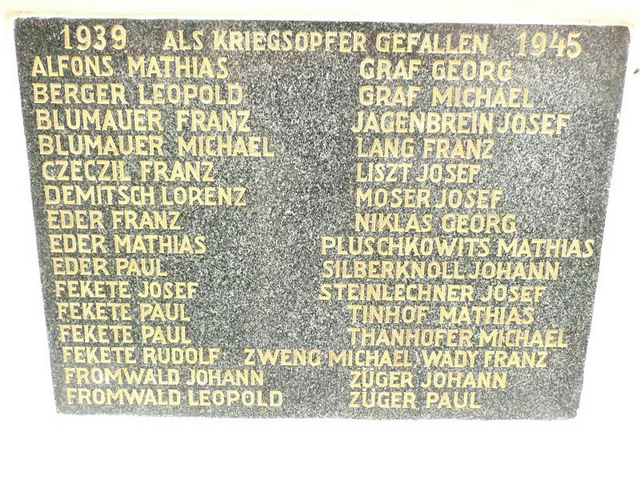 1939 ALS KRIEGSOPFER GEFALLEN 1945
ALFONS MATHIAS
BERGER LEOPOLD
BLUMAUER FRANZ
BLUMAUER MICHAEL
CZECZIL FRANZ
DEMITSCH LORENZ
EDER FRANZ
EDER MATHIAS
EDER PAUL
FEKETE JOSEF
FEKETE PAUL
FEKETE PAUL
FEKETE RUDOLF
FROMWALD JOHANN
FROMWALD LEOPOLD
GRAF GEORG
GRAF MICHAEL
JAGENBREIN JOSEF
LANG FRANZ
LISZT JOSEF
MOSER JOSEF
NIKLAS GEORG
PLUSCHKOWITS MATHIAS
SILBERKNOLL JOHANN
STEINLECHNER JOSEF
TINHOF MATHIAS
THANHOFER MICHAEL
ZWENG MICHAEL WADY FRANZ
ZÜGER JOHANN
ZÜGER PAUL